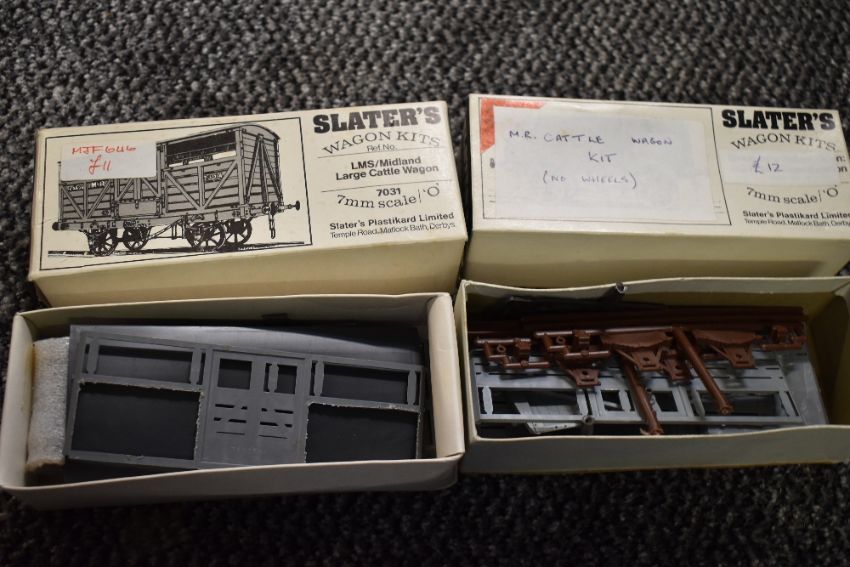 SLATER'S
WAGON KITS
Ref. No.
LMS/Midland
Large Cattle Wagon
7031
7mm scale/'O'
Slater's Plastikard Limited
Temple Road, Matlock Bath, Derbys
MJF646
£11
M.R. CATTLE WAGON
KIT
(NO WHEELS)
SLATER'S
WAGON KITS
£12
7mm scale/'O'
Slater's Plastikard Limited
Temple Road, Matlock Bath, Derbys